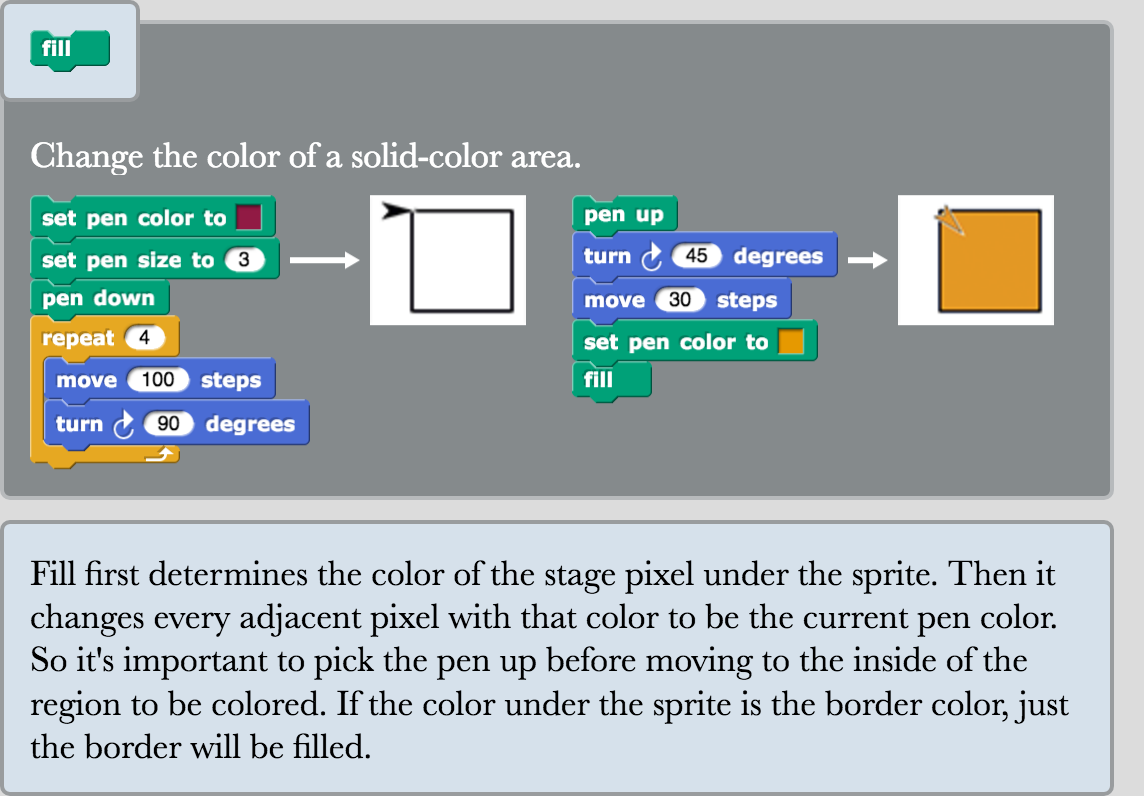 fill
Change the color of a solid-color area.
set pen color to
set pen size to 3
pen down
repeat 4
move 100 steps
turn 90 degrees
pen up
turn 45 degrees
move 30 steps
set pen color to
fill
Fill first determines the color of the stage pixel under the sprite. Then it
changes every adjacent pixel with that color to be the current pen color.
So it's important to pick the pen up before moving to the inside of the
region to be colored. If the color under the sprite is the border color, just
the border will be filled.